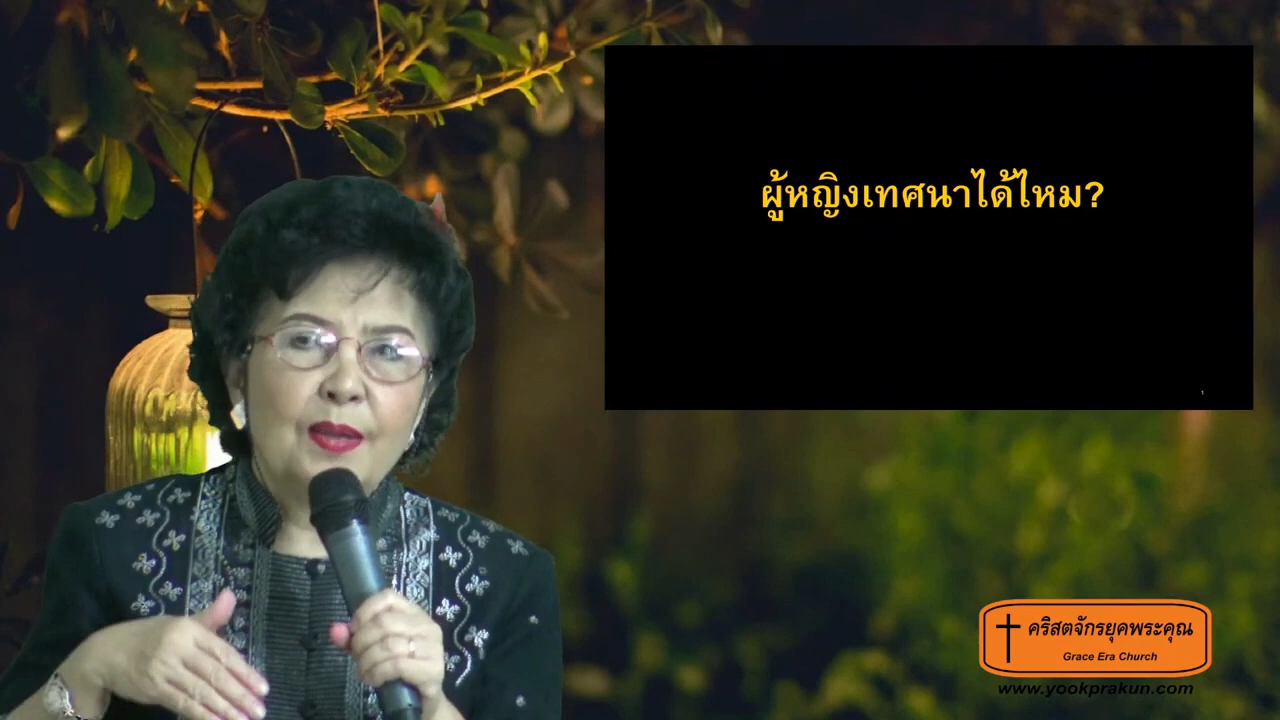 ผู้หญิงเทศนาได้ไหม?
1
คริสตจักรยุคพระคุณ
Grace Era Church
www.yookprakun.com